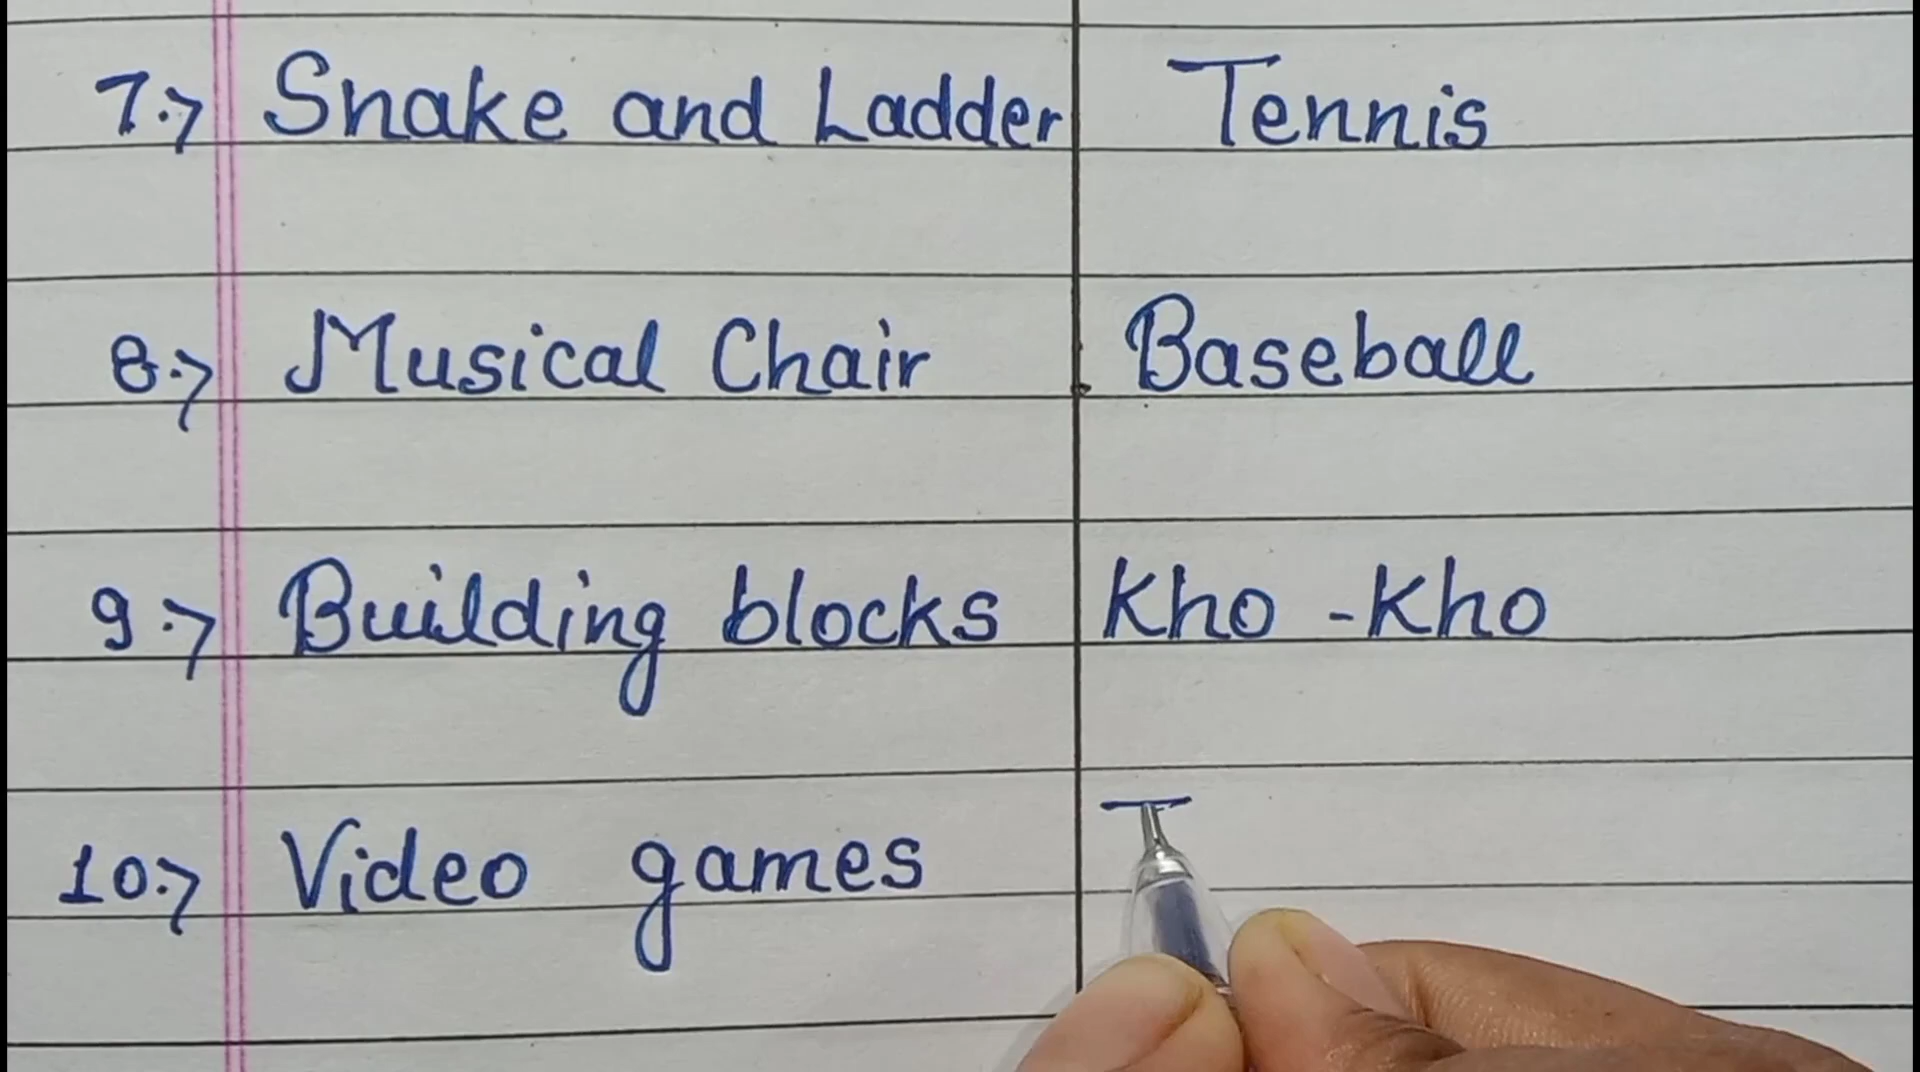 7.> Snake and Ladder Tennis
8.> Musical Chair Baseball
9.> Building blocks Kho - Kho
10.> Video games